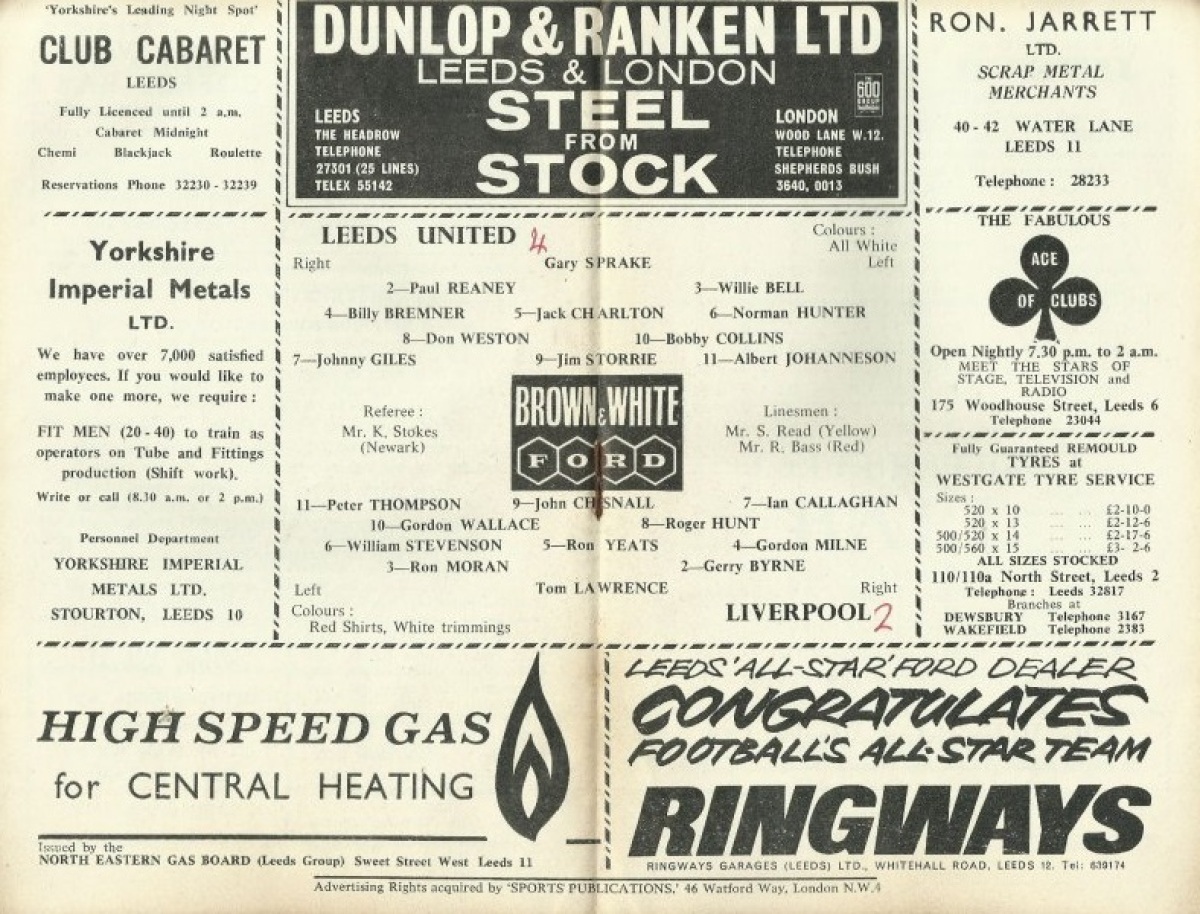 'Yorkshire's Leading Night Spot'
CLUB CABARET
LEEDS
Fully Licenced until 2 a.m.
Cabaret Midnight
Chemi Blackjack Roulette
Reservations Phone 32230 - 32239
Yorkshire
Imperial Metals
LTD.
We have over 7,000 satisfied
employees. If you would like to
make one more, we require :
FIT MEN (20 - 40) to train as
operators on Tube and Fittings
production (Shift work).
Write or call (8.30 a.m. or 2 p.m.)
Personnel Department
YORKSHIRE IMPERIAL
METALS LTD.
STOURTON, LEEDS 10
DUNLOP & RANKEN LTD
LEEDS & LONDON
STEEL
FROM
STOCK
LEEDS
THE HEADROW
TELEPHONE
27301 (25 LINES)
TELEX 55142
THE
600
GROUP
LONDON
WOOD LANE W.12.
TELEPHONE
SHEPHERDS BUSH
3640, 0013
LEEDS UNITED 4
Colours :
All White
Right Gary SPRAKE Left
2—Paul REANEY 3—Willie BELL
4—Billy BREMNER 5—Jack CHARLTON 6—Norman HUNTER
8—Don WESTON 10—Bobby COLLINS
7—Johnny GILES 9—Jim STORRIE 11—Albert JOHANNESON
Referee :
Mr. K. Stokes
(Newark)
BROWN & WHITE
FORD
Linesmen :
Mr. S. Read (Yellow)
Mr. R. Bass (Red)
11—Peter THOMPSON 9—John CHISNALL 7—Ian CALLAGHAN
10—Gordon WALLACE 8—Roger HUNT
6—William STEVENSON 5—Ron YEATS 4—Gordon MILNE
3—Ron MORAN 2—Gerry BYRNE
Left Tom LAWRENCE Right
Colours :
Red Shirts, White trimmings
LIVERPOOL 2
RON. JARRETT
LTD.
SCRAP METAL
MERCHANTS
40 - 42 WATER LANE
LEEDS 11
Telephone : 28233
THE FABULOUS
ACE
OF CLUBS
Open Nightly 7.30 p.m. to 2 a.m.
MEET THE STARS OF
STAGE, TELEVISION and
RADIO
175 Woodhouse Street, Leeds 6
Telephone 23044
Fully Guaranteed REMOULD
TYRES at
WESTGATE TYRE SERVICE
Sizes :
520 x 10 ... ... £2-10-0
520 x 13 ... ... £2-12-6
500/520 x 14 ... ... £2-17-6
500/560 x 15 ... ... £3- 2-6
ALL SIZES STOCKED
110/110a North Street, Leeds 2
Telephone : Leeds 32817
Branches at
DEWSBURY Telephone 3167
WAKEFIELD Telephone 2383
HIGH SPEED GAS
for CENTRAL HEATING
Issued by the
NORTH EASTERN GAS BOARD (Leeds Group) Sweet Street West Leeds 11
LEEDS 'ALL-STAR' FORD DEALER
CONGRATULATES
FOOTBALL'S ALL-STAR TEAM
RINGWAYS
RINGWAYS GARAGES (LEEDS) LTD., WHITEHALL ROAD, LEEDS 12. Tel: 639174
Advertising Rights acquired by 'SPORTS PUBLICATIONS,' 46 Watford Way, London N.W.4